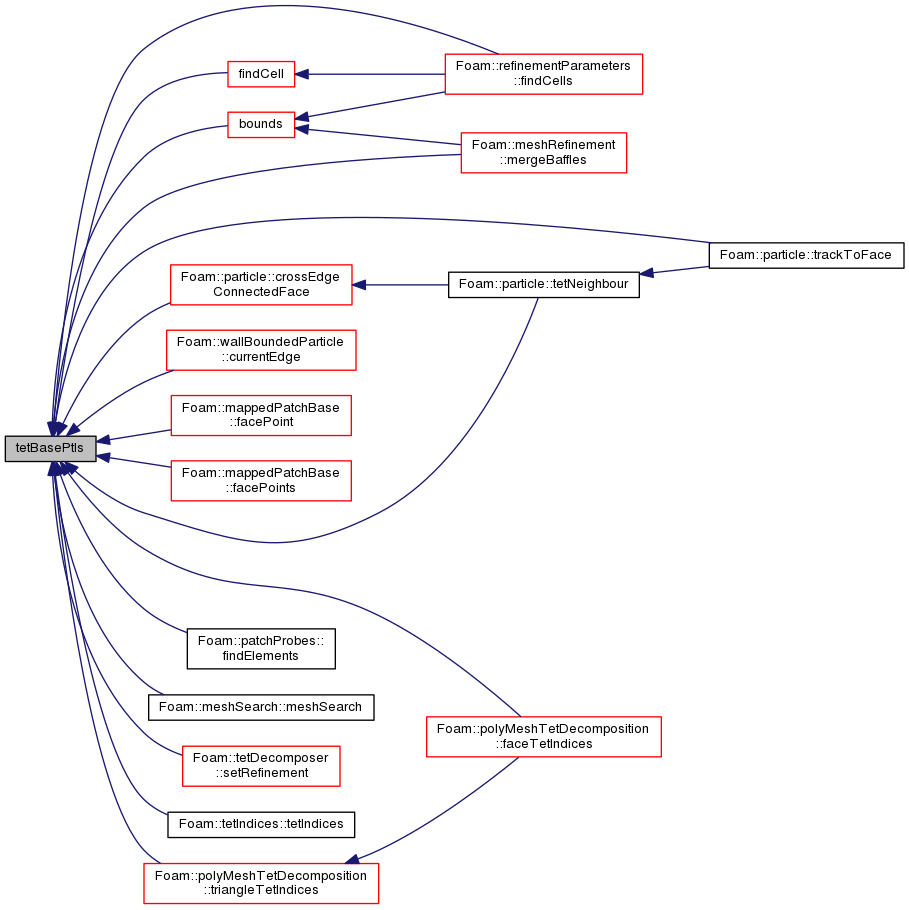 Foam::refinementParameters
::findCells
findCell
bounds
Foam::meshRefinement
::mergeBaffles
Foam::particle::trackToFace
Foam::particle::crossEdge
ConnectedFace
Foam::particle::tetNeighbour
Foam::wallBoundedParticle
::currentEdge
Foam::mappedPatchBase
::facePoint
tetBasePtIs
Foam::mappedPatchBase
::facePoints
Foam::patchProbes::
findElements
Foam::meshSearch::meshSearch
Foam::polyMeshTetDecomposition
::faceTetIndices
Foam::tetDecomposer
::setRefinement
Foam::tetIndices::tetIndices
Foam::polyMeshTetDecomposition
::triangleTetIndices